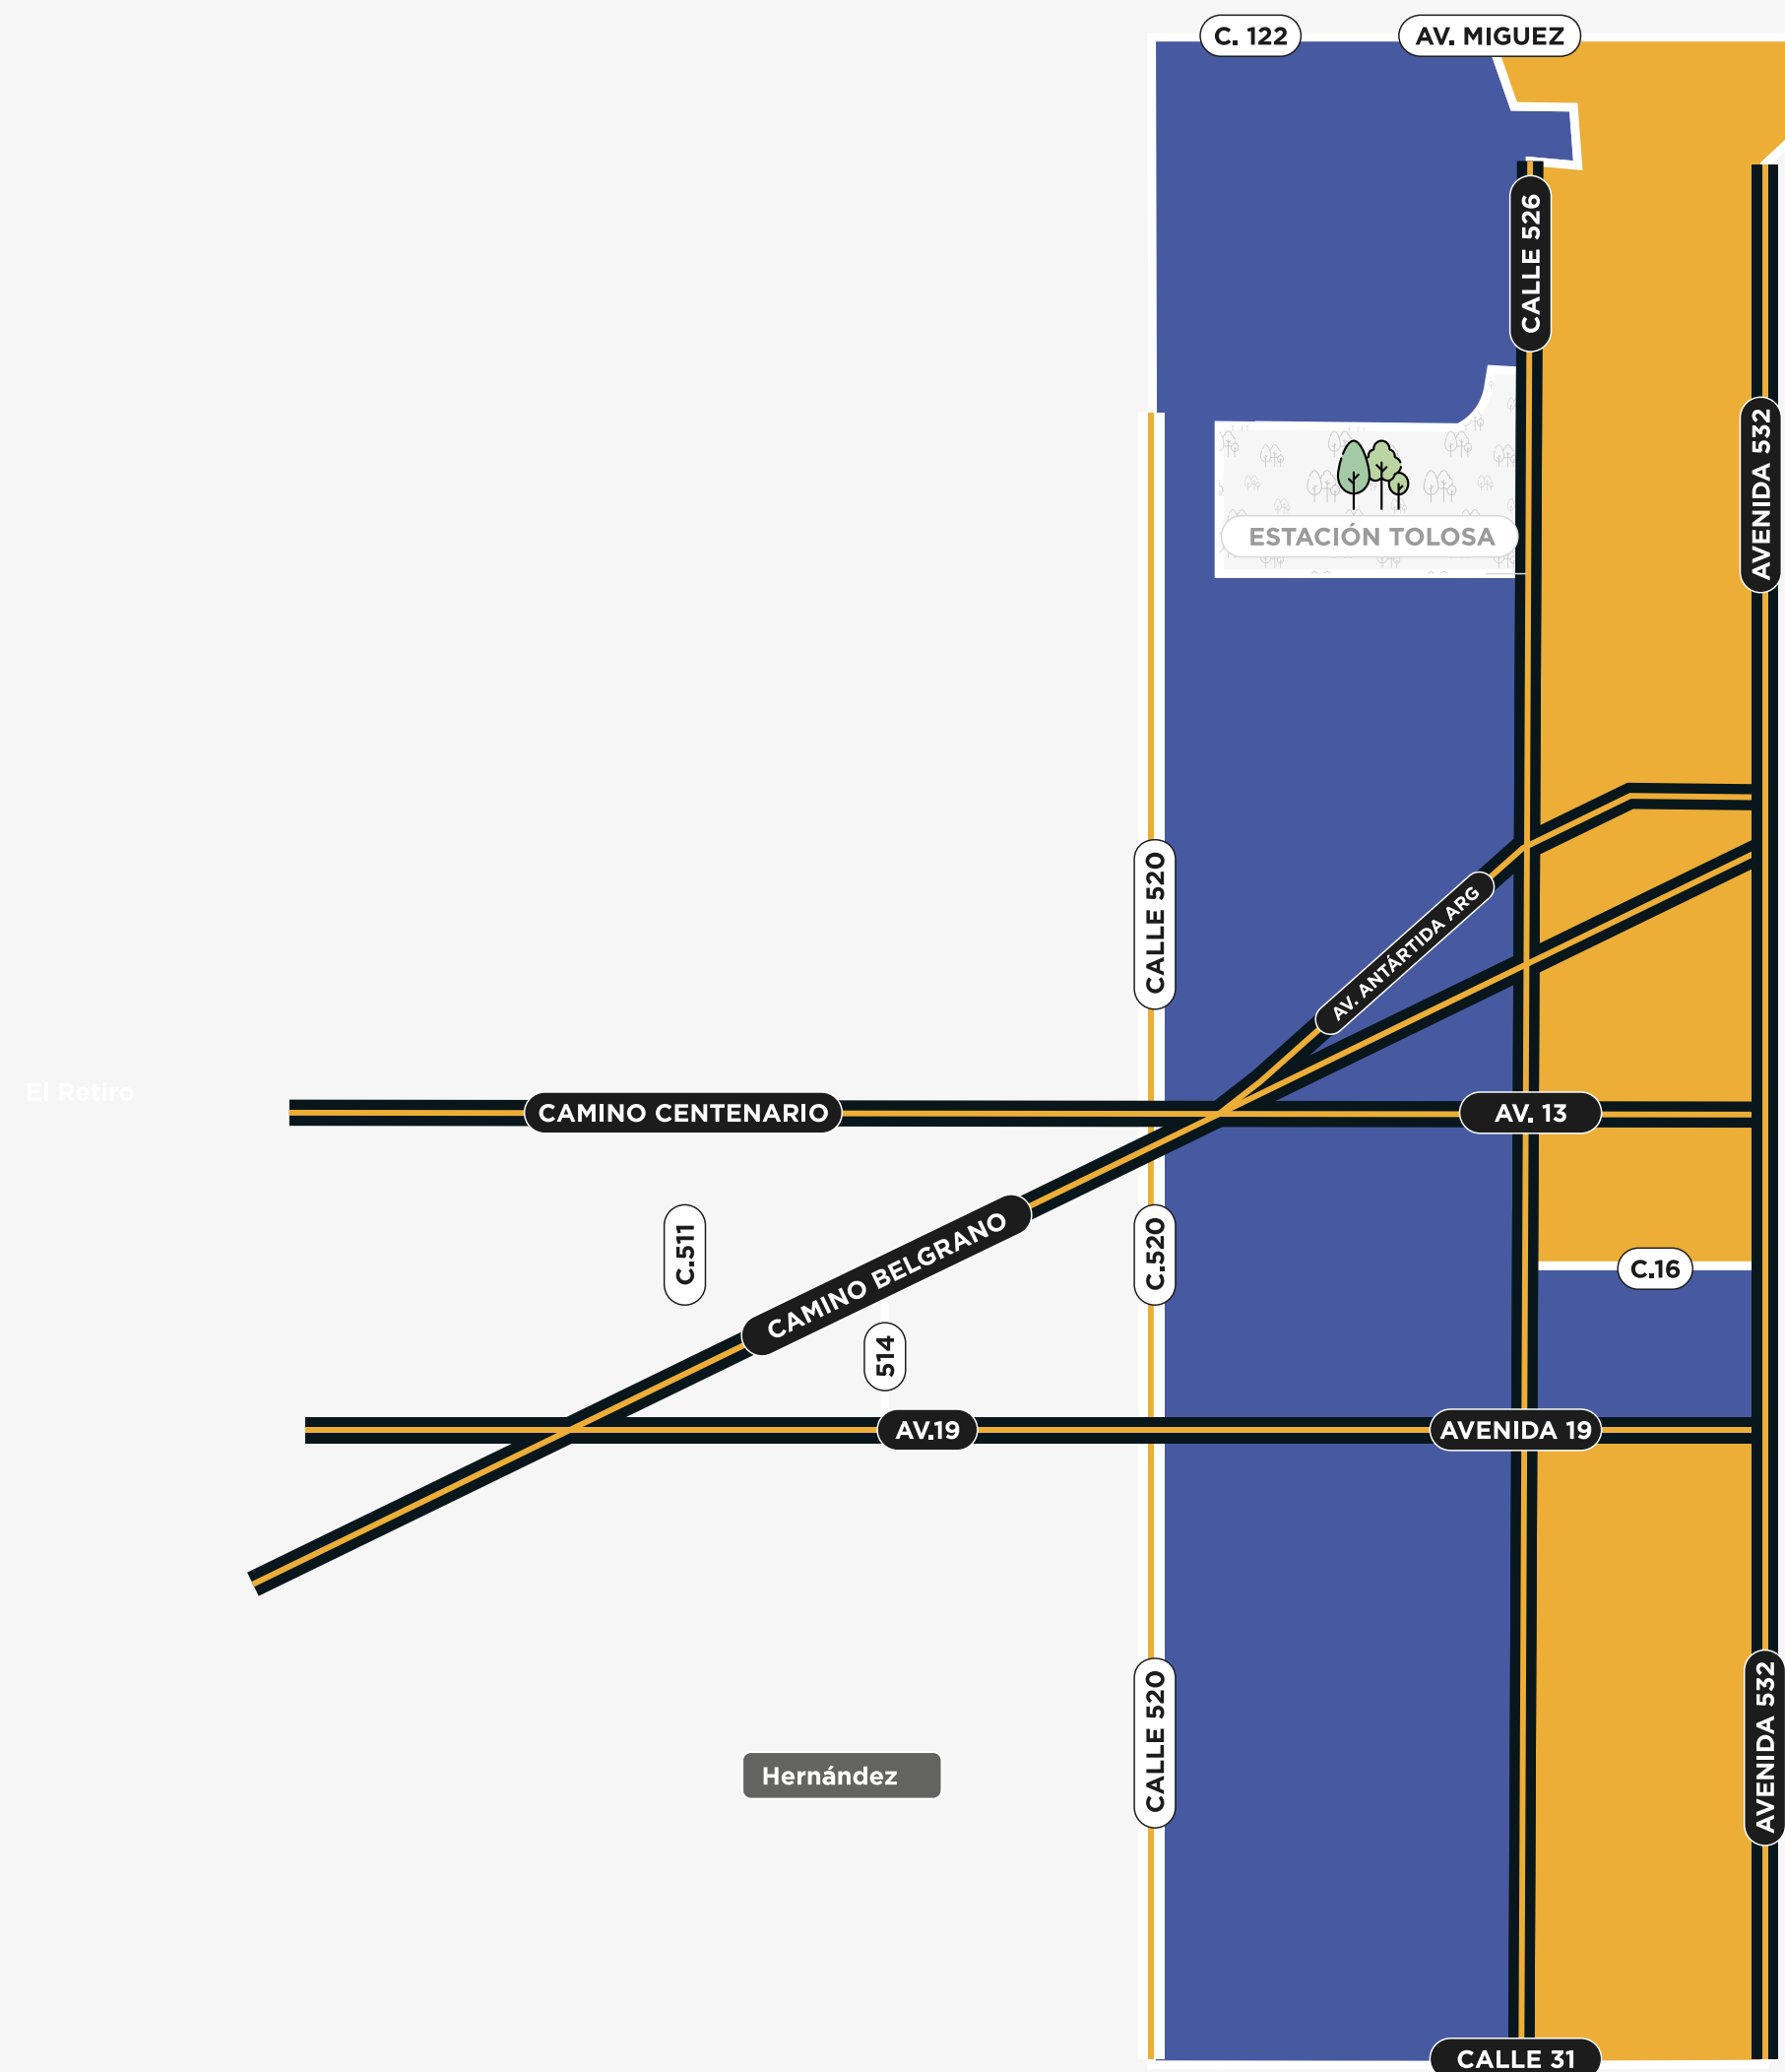 C. 122
AV. MIGUEZ
CALLE 526
AVENIDA 532
ESTACIÓN TOLOSA
CALLE 520
AV. ANTÁRTIDA ARG
El Retiro
CAMINO CENTENARIO
AV. 13
C.511
CAMINO BELGRANO
C.520
C.16
514
AV.19
AVENIDA 19
CALLE 520
AVENIDA 532
Hernández
CALLE 31